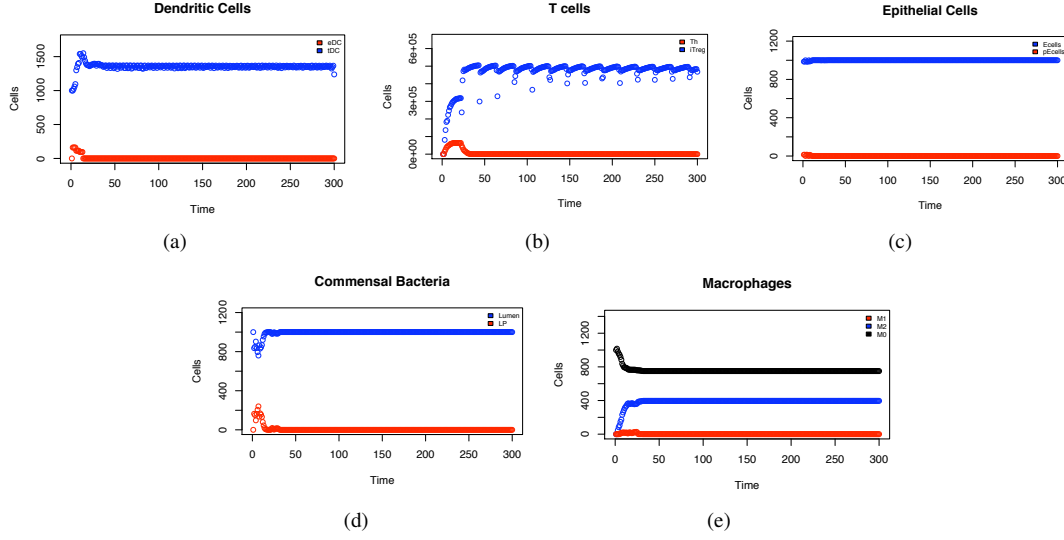 Dendritic Cells
eDC
tDC
Cells
0 500 1000 1500
0 50 100 150 200 250 300
Time
(a)
T cells
Th
iTreg
Cells
0e+00 3e+05 6e+05
0 50 100 150 200 250 300
Time
(b)
Epithelial Cells
Ecells
pEcells
Cells
0 200 600 1000
0 50 100 150 200 250 300
Time
(c)
Commensal Bacteria
Lumen
LP
Cells
0 400 800 1200
0 50 100 150 200 250 300
Time
(d)
Macrophages
M1
M2
M0
Cells
0 400 800 1200
0 50 100 150 200 250 300
Time
(e)